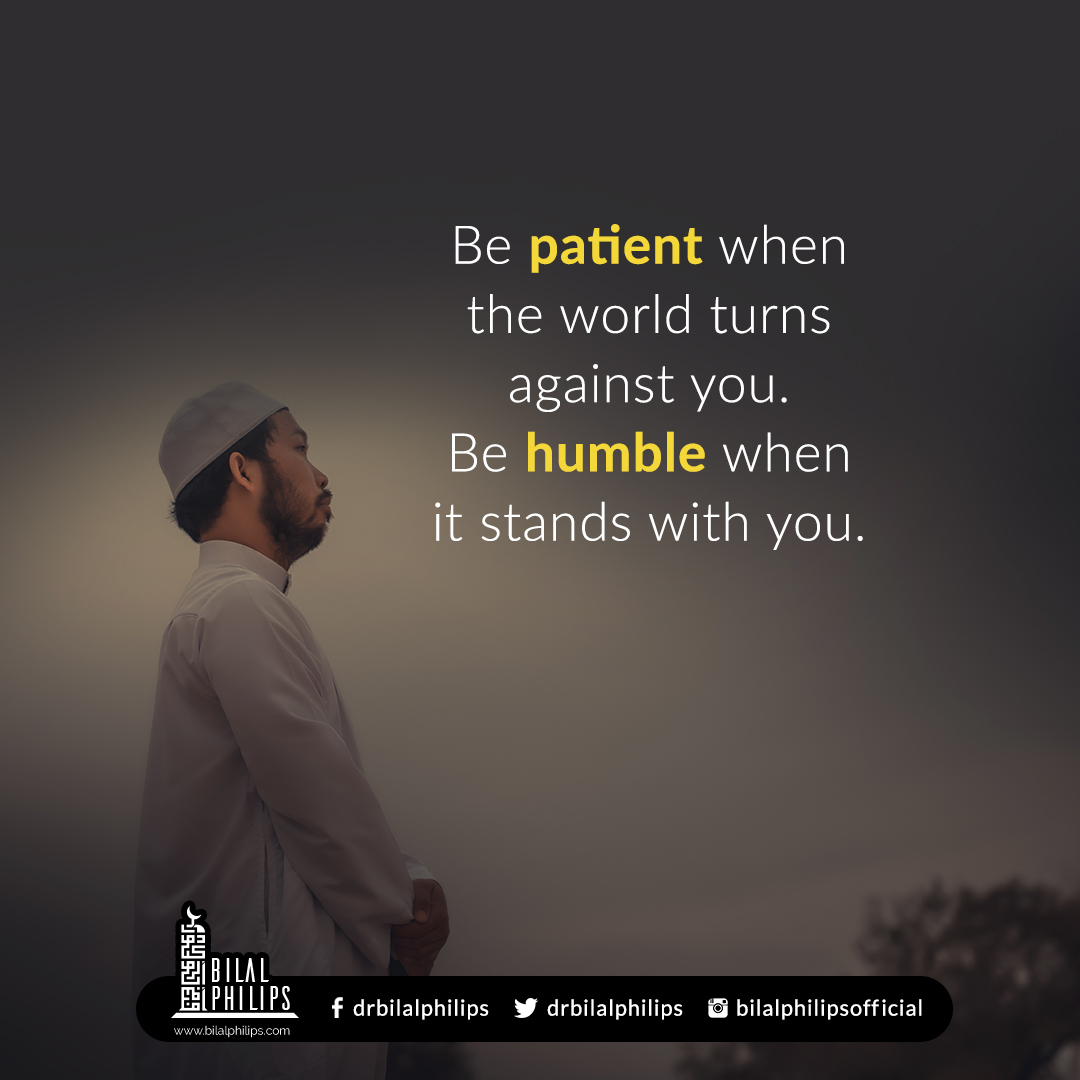 Be patient when
the world turns
against you.
Be humble when
it stands with you.
BILAL
PHILIPS
www.bilalphilips.com
drbilalphilips
drbilalphilips
bilalphilipsofficial